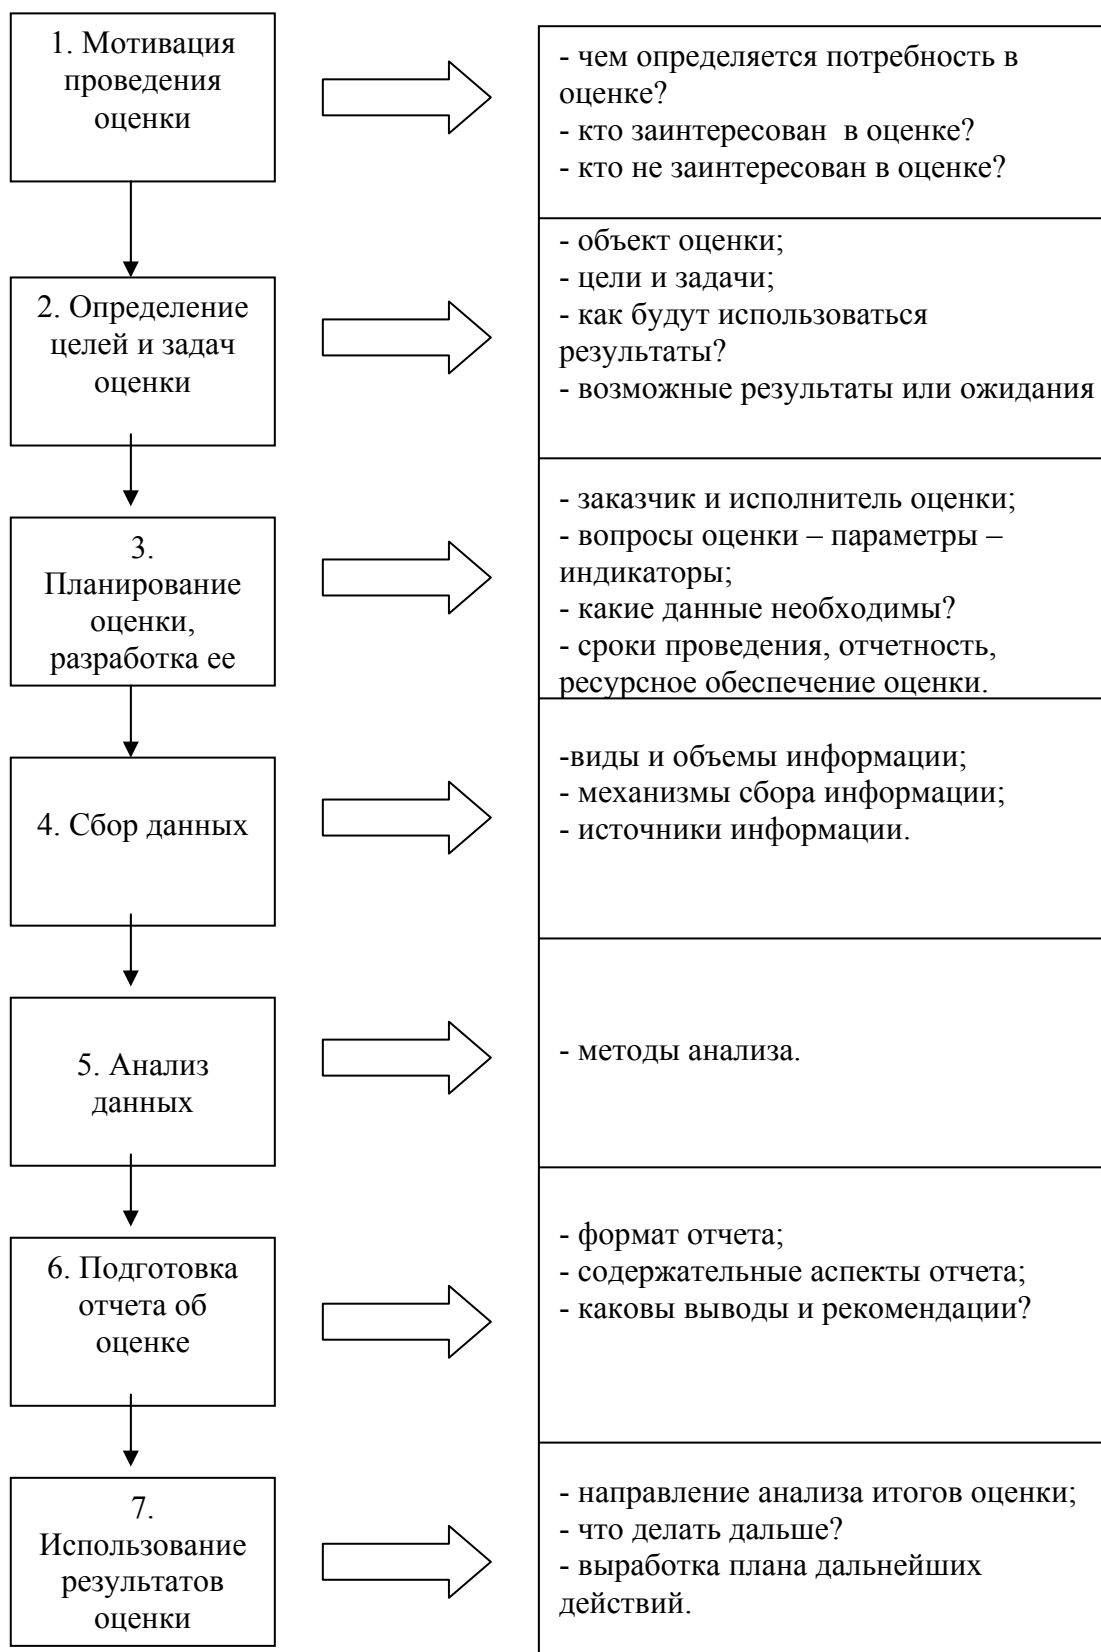 1. Мотивация
проведения
оценки
- чем определяется потребность в
оценке?
- кто заинтересован в оценке?
- кто не заинтересован в оценке?
2. Определение
целей и задач
оценки
- объект оценки;
- цели и задачи;
- как будут использоваться
результаты?
- возможные результаты или ожидания
3.
Планирование
оценки,
разработка ее
- заказчик и исполнитель оценки;
- вопросы оценки – параметры –
индикаторы;
- какие данные необходимы?
- сроки проведения, отчетность,
ресурсное обеспечение оценки.
4. Сбор данных
-виды и объемы информации;
- механизмы сбора информации;
- источники информации.
5. Анализ
данных
- методы анализа.
6. Подготовка
отчета об
оценке
- формат отчета;
- содержательные аспекты отчета;
- каковы выводы и рекомендации?
7.
Использование
результатов
оценки
- направление анализа итогов оценки;
- что делать дальше?
- выработка плана дальнейших
действий.